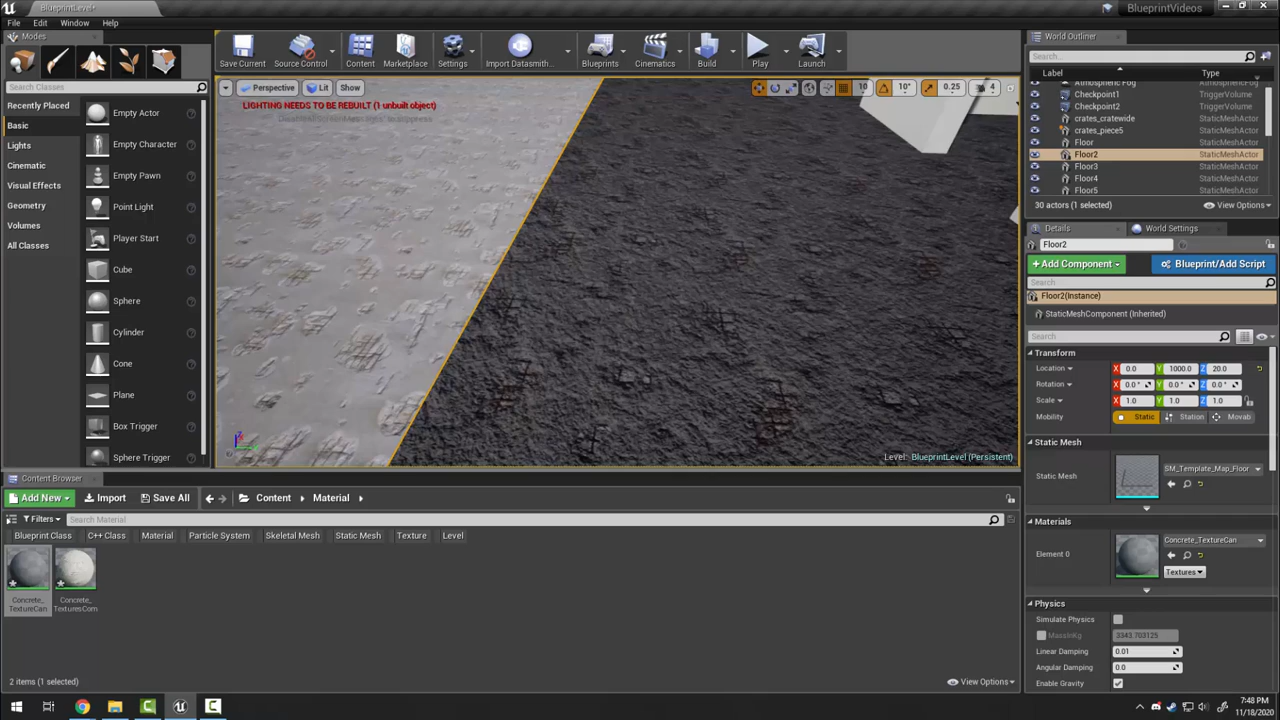 BlueprintLevel*
BlueprintVideos
File Edit Window Help
Modes
Search Classes
Recently Placed
Basic
Lights
Cinematic
Visual Effects
Geometry
Volumes
All Classes
Empty Actor
Empty Character
Empty Pawn
Point Light
Player Start
Cube
Sphere
Cylinder
Cone
Plane
Box Trigger
Sphere Trigger
Save Current Source Control Content Marketplace Settings Import Datasmith... Blueprints Cinematics Build Play Launch
Perspective Lit Show
10 10° 0.25 4
LIGHTING NEEDS TO BE REBUILT (1 unbuilt object)
Level: BlueprintLevel (Persistent)
World Outliner
Search...
Label Type
Atmospheric Fog
Checkpoint1 TriggerVolume
Checkpoint2 TriggerVolume
crates_cratewide StaticMeshActor
crates_piece5 StaticMeshActor
Floor StaticMeshActor
Floor2 StaticMeshActor
Floor3 StaticMeshActor
Floor4 StaticMeshActor
Floor5 StaticMeshActor
30 actors (1 selected) View Options
Details World Settings
Floor2
+Add Component Blueprint/Add Script
Search
Floor2(Instance)
StaticMeshComponent (Inherited)
Search
Transform
Location X 0.0 Y 1000.0 Z 20.0
Rotation X 0.0° Y 0.0° Z 0.0°
Scale X 1.0 Y 1.0 Z 1.0
Mobility Static Station Movab
Static Mesh
Static Mesh SM_Template_Map_Floor
Materials
Element 0 Concrete_TextureCan
Textures
Physics
Simulate Physics
MassInKg 3343.703125
Linear Damping 0.01
Angular Damping 0.0
Enable Gravity
Content Browser
Add New Import Save All Content Material
Filters Search Material
Blueprint Class C++ Class Material Particle System Skeletal Mesh Static Mesh Texture Level
Concrete_
TextureCan
Concrete_
TexturesCom
2 items (1 selected) View Options
7:48 PM
11/18/2020